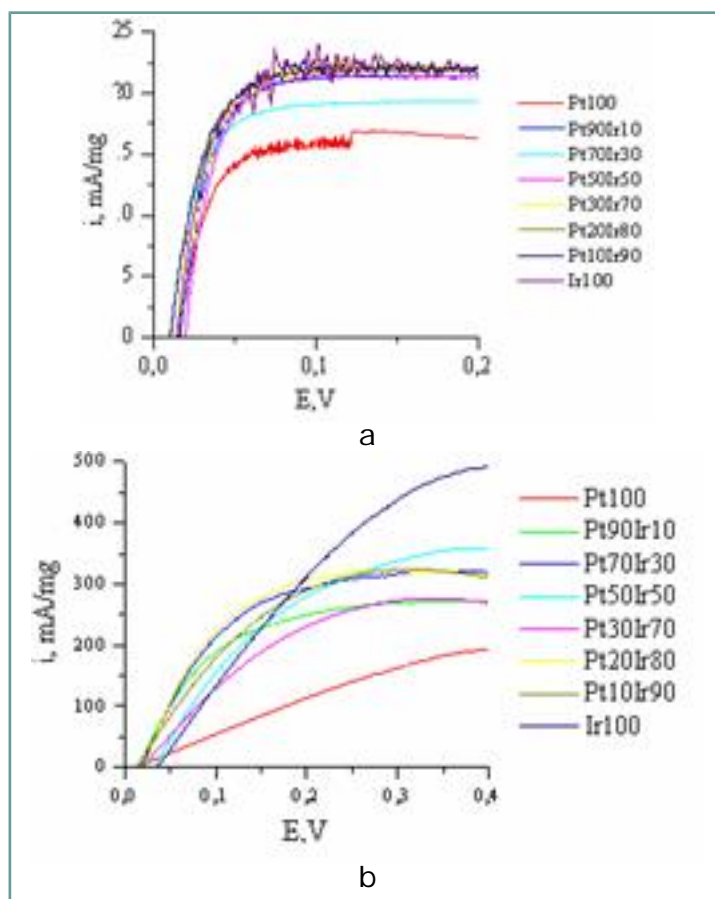 25
20
.5
.0
5
0
0,0
0,1
0,2
i, mA/mg
E,V
Pt100
Pt90Ir10
Pt70Ir30
Pt50Ir50
Pt30Ir70
Pt20Ir80
Pt10Ir90
Ir100
a
500
400
300
200
100
0
0,0
0,1
0,2
0,3
0,4
i, mA/mg
E,V
Pt100
Pt90Ir10
Pt70Ir30
Pt50Ir50
Pt30Ir70
Pt20Ir80
Pt10Ir90
Ir100
b